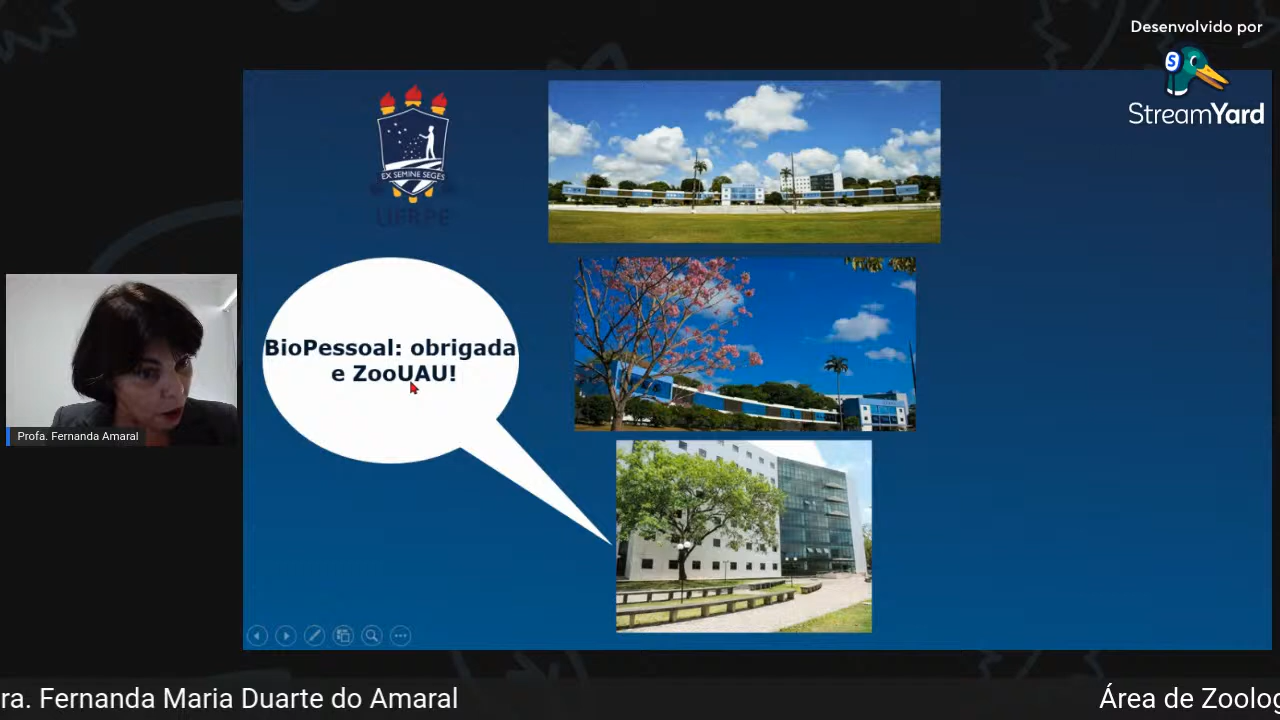 Desenvolvido por
StreamYard
EX SEMINE SEGES
UFRPE
BioPessoal: obrigada
e ZooUAU!
Profa. Fernanda Amaral
ra. Fernanda Maria Duarte do Amaral
Área de Zoolog